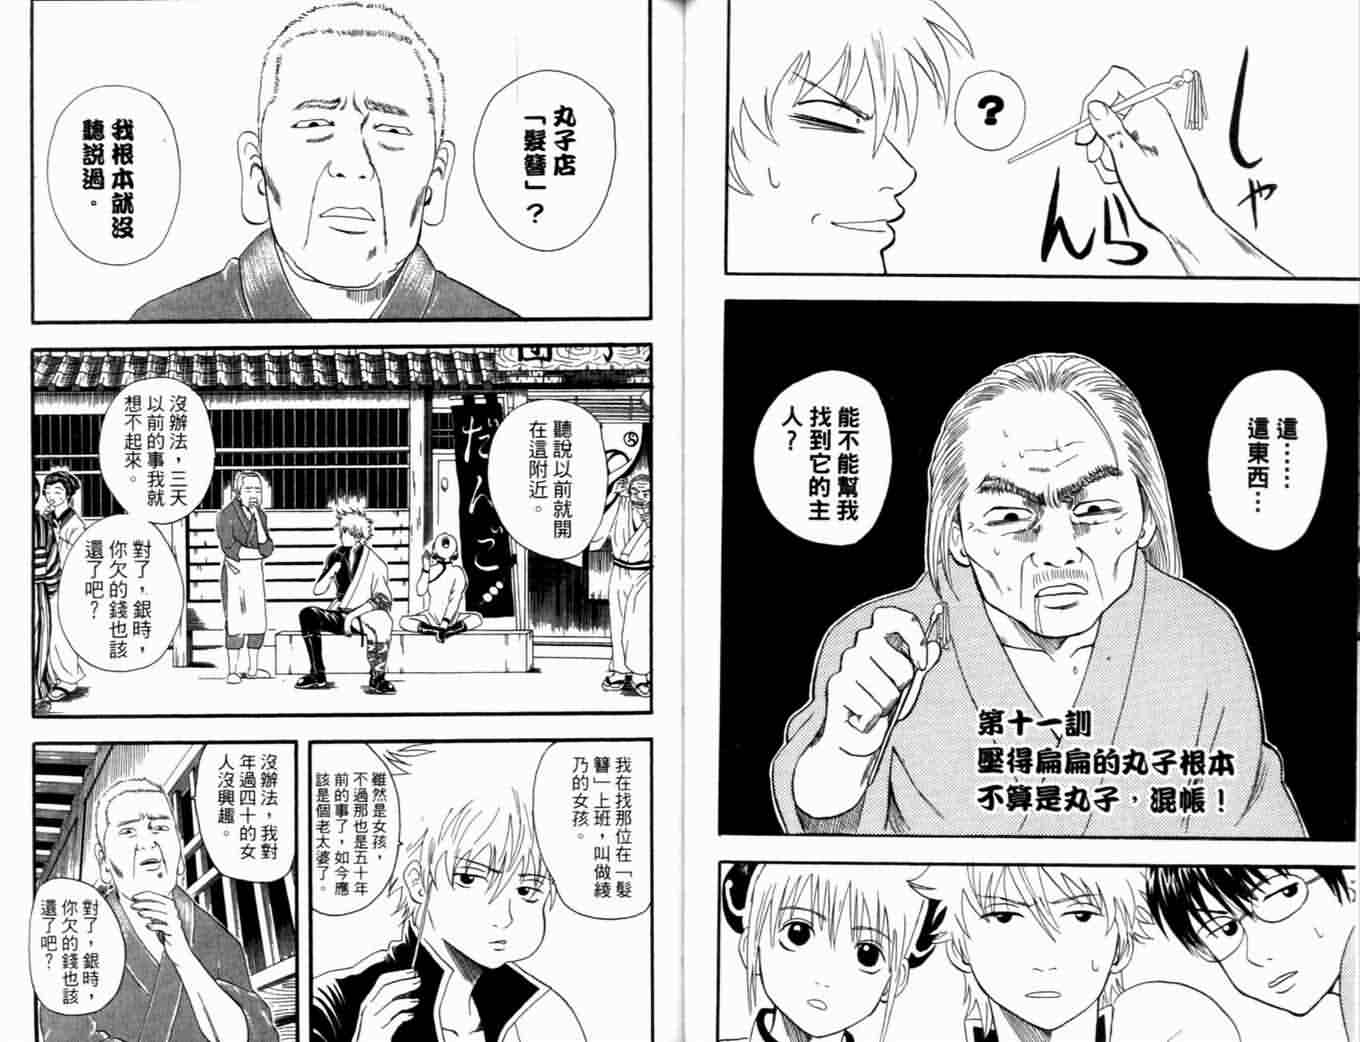 ？
しゃ
らん
這……
這東西…
能不能幫我
找到它的主
人？
第十一訓
壓得扁扁的丸子根本
不算是丸子，混帳！
丸子店
「髮簪」？
我根本就沒
聽說過。
聽說以前就開
在這附近。
だんご
沒辦法，三天
以前的事我就
想不起來。
對了，銀時，
你欠的錢也該
還了吧？
我在找那位在「髮
簪」上班，叫做綾
乃的女孩。
雖然是女孩，
不過那也是五十年
前的事了，如今應
該是個老太婆了。
沒辦法，我對
年過四十的女
人沒興趣。
對了，銀時，
你欠的錢也該
還了吧？